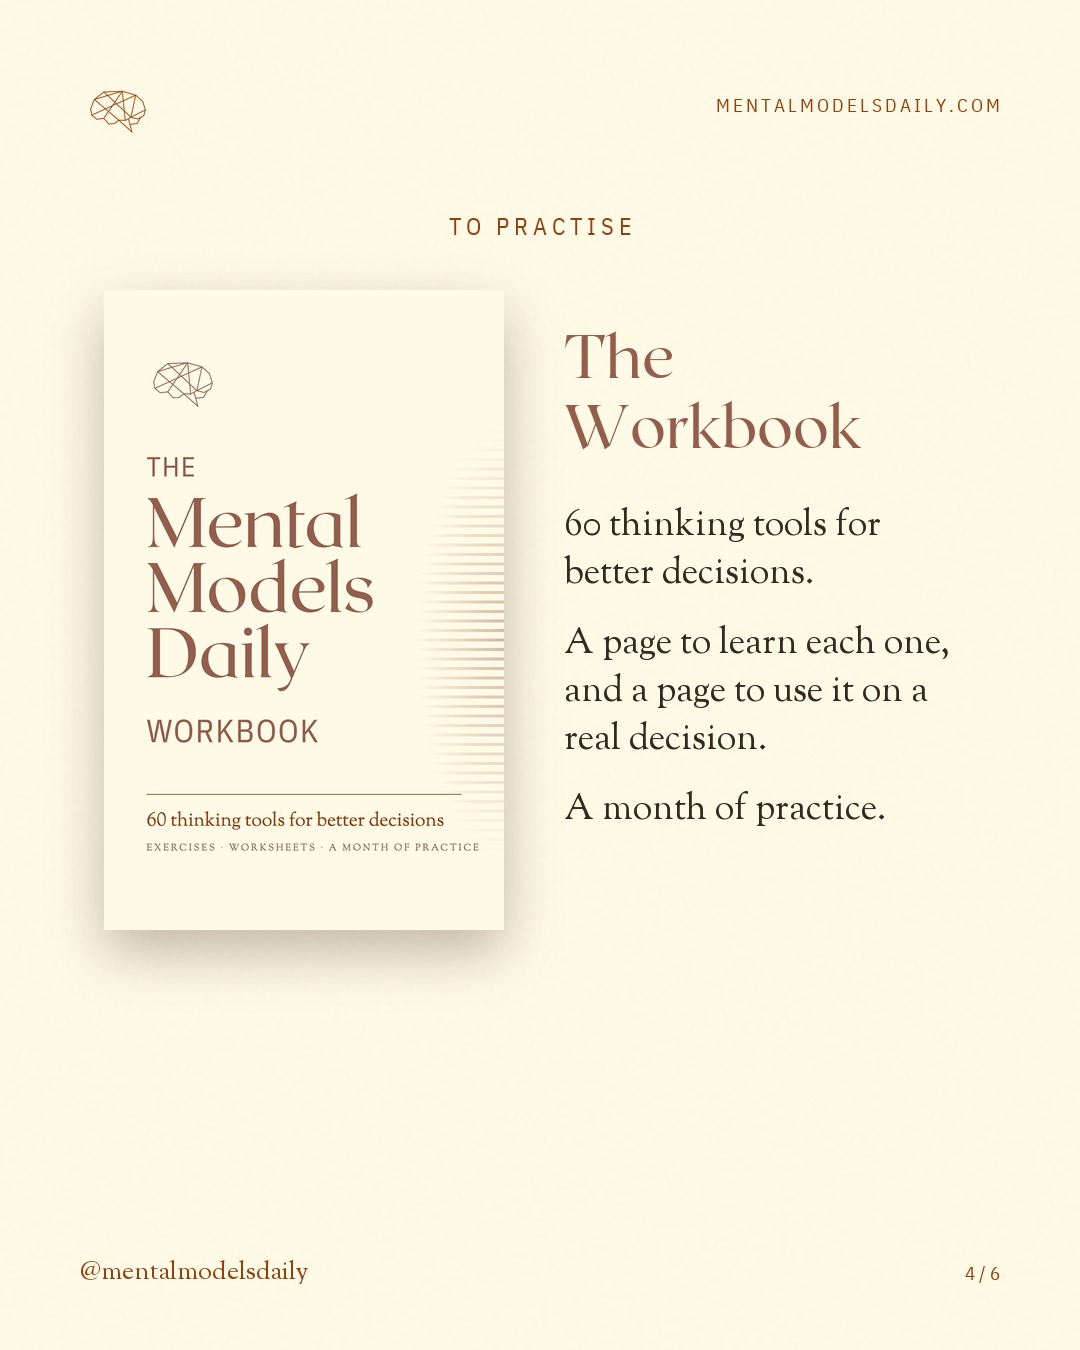 MENTALMODELSDAILY.COM
TO PRACTISE
THE
Mental
Models
Daily
WORKBOOK
60 thinking tools for better decisions
EXERCISES · WORKSHEETS · A MONTH OF PRACTICE
The
Workbook
60 thinking tools for
better decisions.
A page to learn each one,
and a page to use it on a
real decision.
A month of practice.
@mentalmodelsdaily
4/6